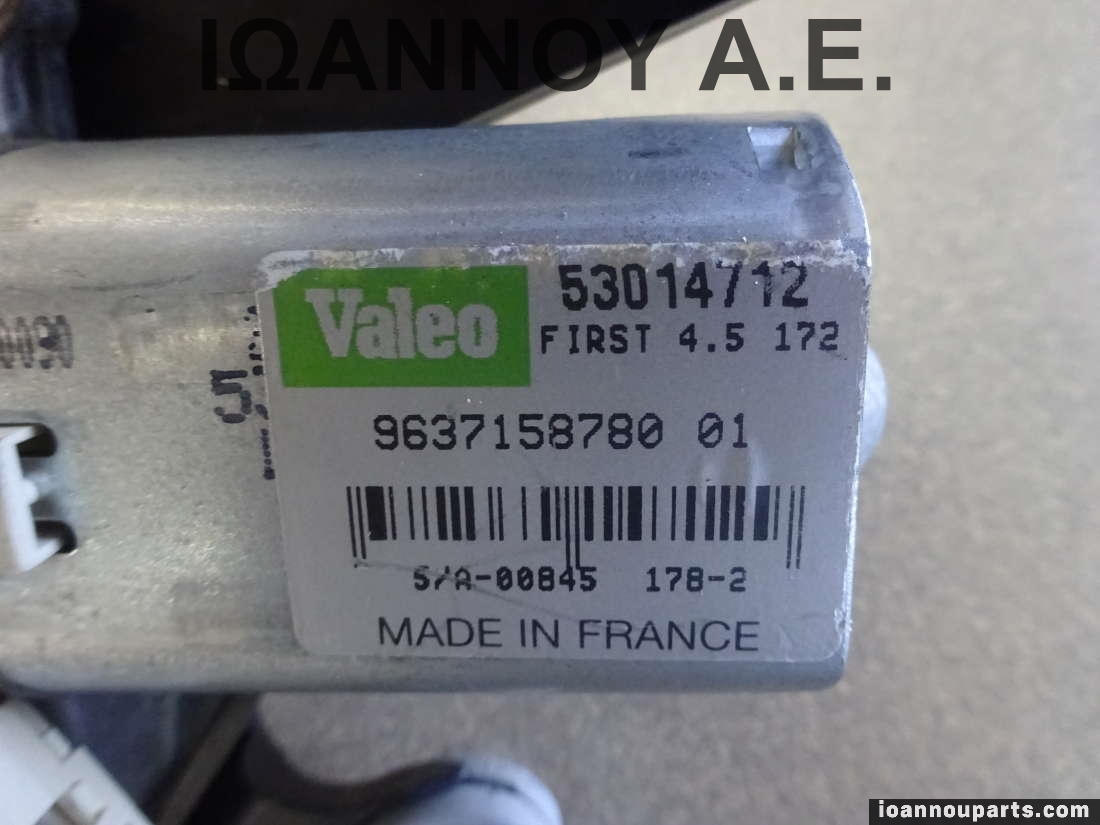 ΙΩΑΝΝΟΥ Α.Ε.
Valeo
53014712
FIRST 4.5 172
9637158780 01
S/A-00845 178-2
MADE IN FRANCE
ioannouparts.com